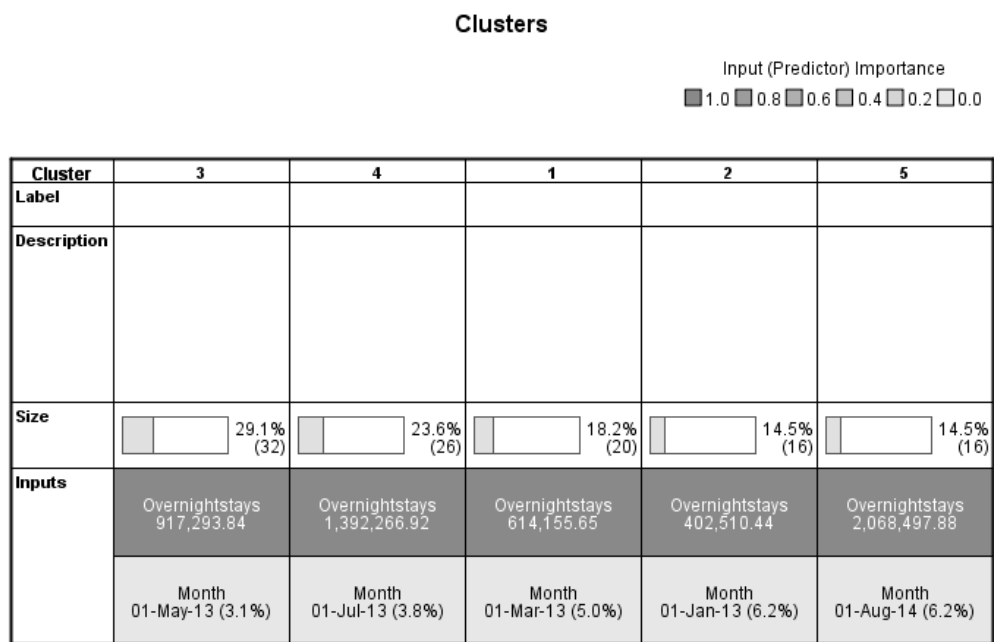 Clusters
Input (Predictor) Importance
1.0 0.8 0.6 0.4 0.2 0.0
Cluster 3 4 1 2 5
Label
Description
Size 29.1% 23.6% 18.2% 14.5% 14.5%
(32) (26) (20) (16) (16)
Inputs
Overnightstays Overnightstays Overnightstays Overnightstays Overnightstays
917,293.84 1,392,266.92 614,155.65 402,510.44 2,068,497.88
Month Month Month Month Month
01-May-13 (3.1%) 01-Jul-13 (3.8%) 01-Mar-13 (5.0%) 01-Jan-13 (6.2%) 01-Aug-14 (6.2%)